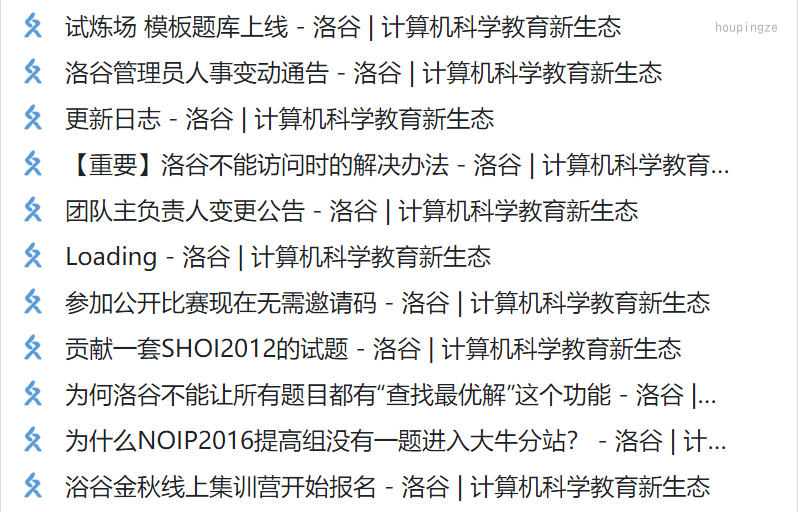 试炼场 模板题库上线 - 洛谷 | 计算机科学教育新生态
houpingze
洛谷管理员人事变动通告 - 洛谷 | 计算机科学教育新生态
更新日志 - 洛谷 | 计算机科学教育新生态
【重要】洛谷不能访问时的解决办法 - 洛谷 | 计算机科学教育...
团队主负责人变更公告 - 洛谷 | 计算机科学教育新生态
Loading - 洛谷 | 计算机科学教育新生态
参加公开比赛现在无需邀请码 - 洛谷 | 计算机科学教育新生态
贡献一套SHOI2012的试题 - 洛谷 | 计算机科学教育新生态
为何洛谷不能让所有题目都有“查找最优解”这个功能 - 洛谷 |...
为什么NOIP2016提高组没有一题进入大牛分站？ - 洛谷 | 计...
浴谷金秋线上集训营开始报名 - 洛谷 | 计算机科学教育新生态